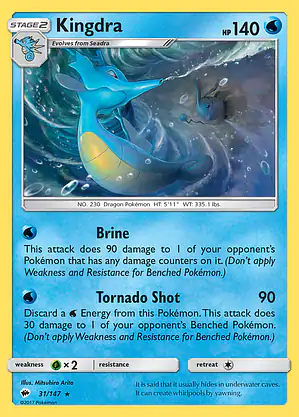 STAGE 2 Kingdra HP 140
Evolves from Seadra
NO. 230 Dragon Pokémon HT: 5'11" WT: 335.1 lbs.
Brine
This attack does 90 damage to 1 of your opponent's
Pokémon that has any damage counters on it. (Don't apply
Weakness and Resistance for Benched Pokémon.)
Tornado Shot 90
Discard a Energy from this Pokémon. This attack does
30 damage to 1 of your opponent's Benched Pokémon.
(Don't apply Weakness and Resistance for Benched Pokémon.)
weakness × 2 resistance retreat
Illus. Mitsuhiro Arita
31/147 ★
©2017 Pokémon
It is said that it usually hides in underwater caves.
It can create whirlpools by yawning.